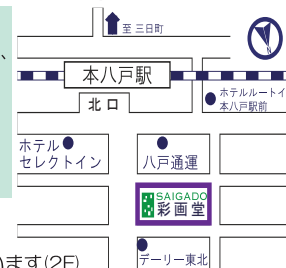 至 三日町
、
本八戸駅
北口
ホテルルートイ
本八戸駅前
ホテル
セレクトイン
八戸通運
SAIGADO
彩画堂
デーリー東北
います(2F)